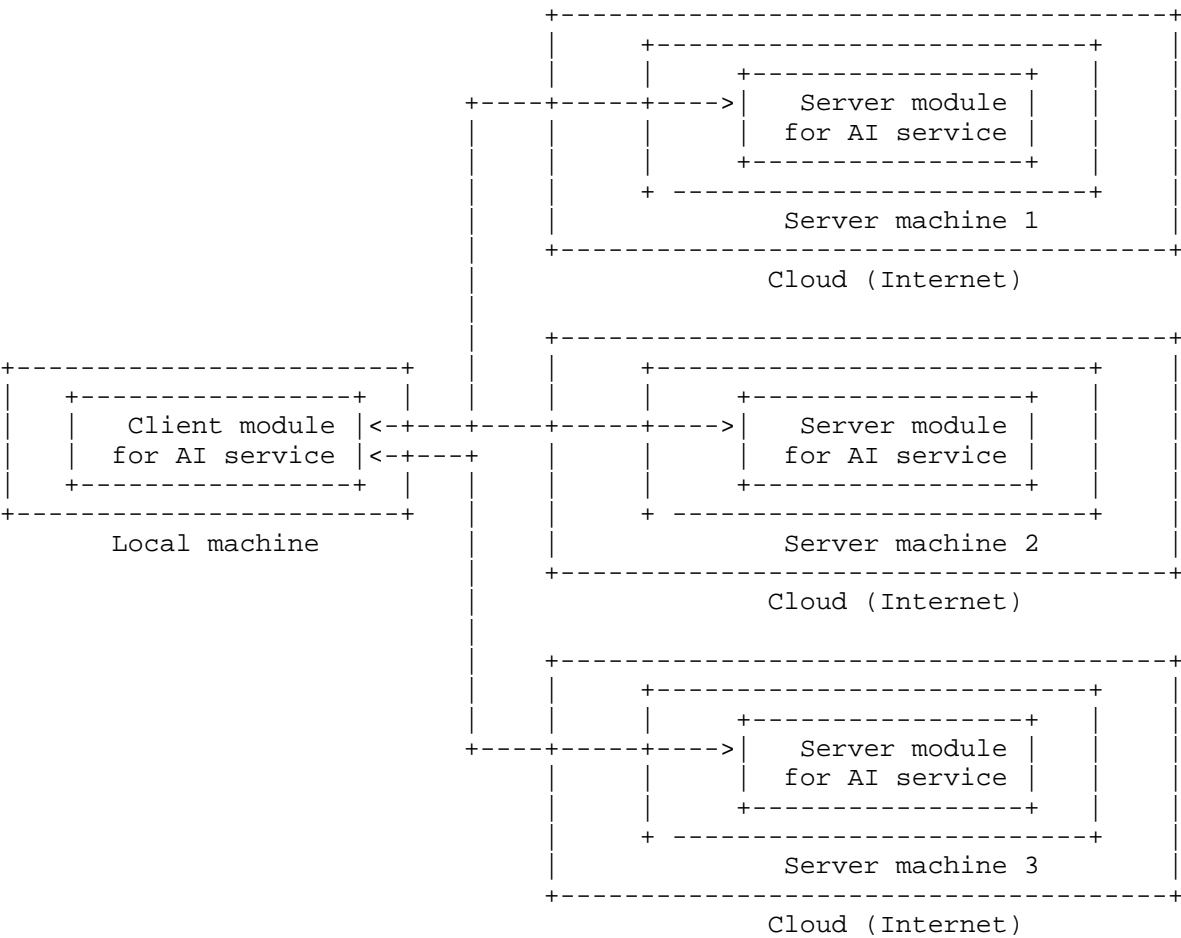 Server module
for AI service
Server machine 1
Cloud (Internet)
Client module
for AI service
Local machine
Server module
for AI service
Server machine 2
Cloud (Internet)
Server module
for AI service
Server machine 3
Cloud (Internet)